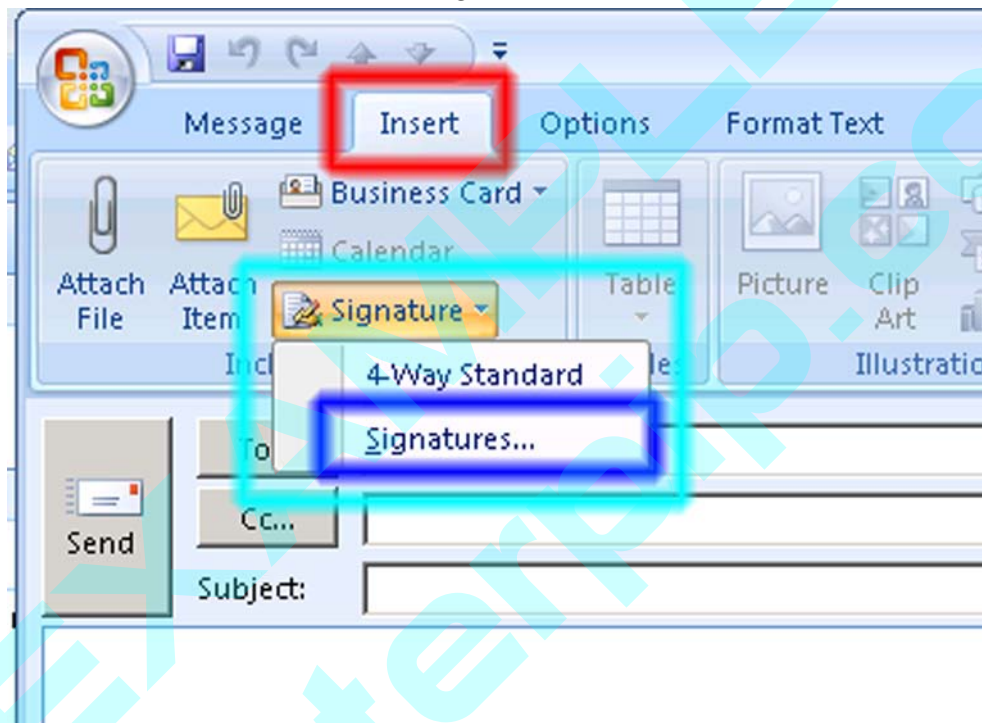 Message Insert Options Format Text
Business Card
Calendar
Attach File
Attach Item
Signature
Table
Picture
Clip Art
4-Way Standard
Signatures...
To
Cc...
Send
Subject:
EXAMPLE